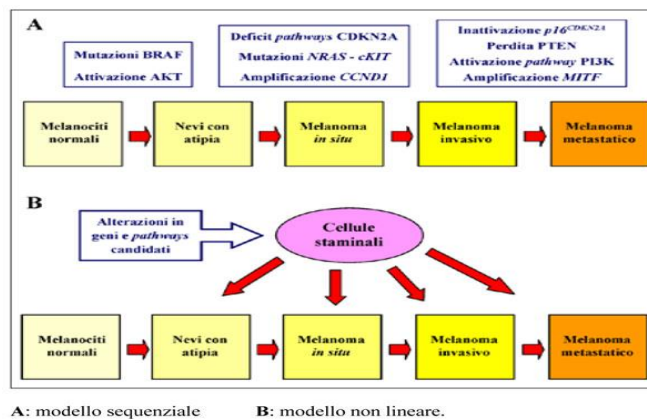 A
Mutazioni BRAF
Attivazione AKT
Deficit pathways CDKN2A
Mutazioni NRAS - cKIT
Amplificazione CCND1
Inattivazione p16CDKN2A
Perdita PTEN
Attivazione pathway PI3K
Amplificazione MITF
Melanociti
normali
Nevi con
atipia
Melanoma
in situ
Melanoma
invasivo
Melanoma
metastatico
B
Alterazioni in
geni e pathways
candidati
Cellule
staminali
Melanociti
normali
Nevi con
atipia
Melanoma
in situ
Melanoma
invasivo
Melanoma
metastatico
A: modello sequenziale B: modello non lineare.